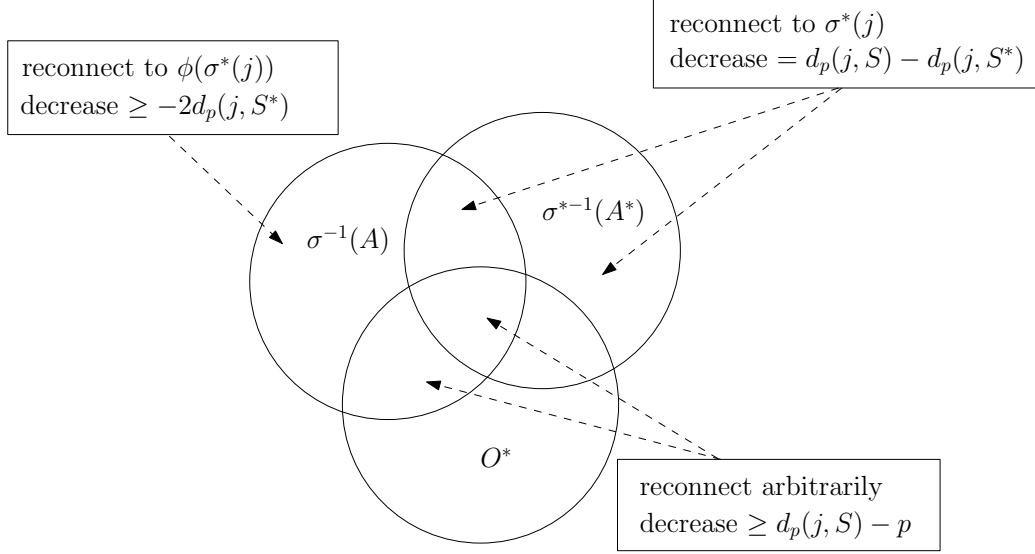 reconnect to σ*(j)
decrease = d_p(j, S) − d_p(j, S*)
reconnect to ϕ(σ*(j))
decrease ≥ −2d_p(j, S*)
σ^{-1}(A)
σ*^{-1}(A*)
O*
reconnect arbitrarily
decrease ≥ d_p(j, S) − p